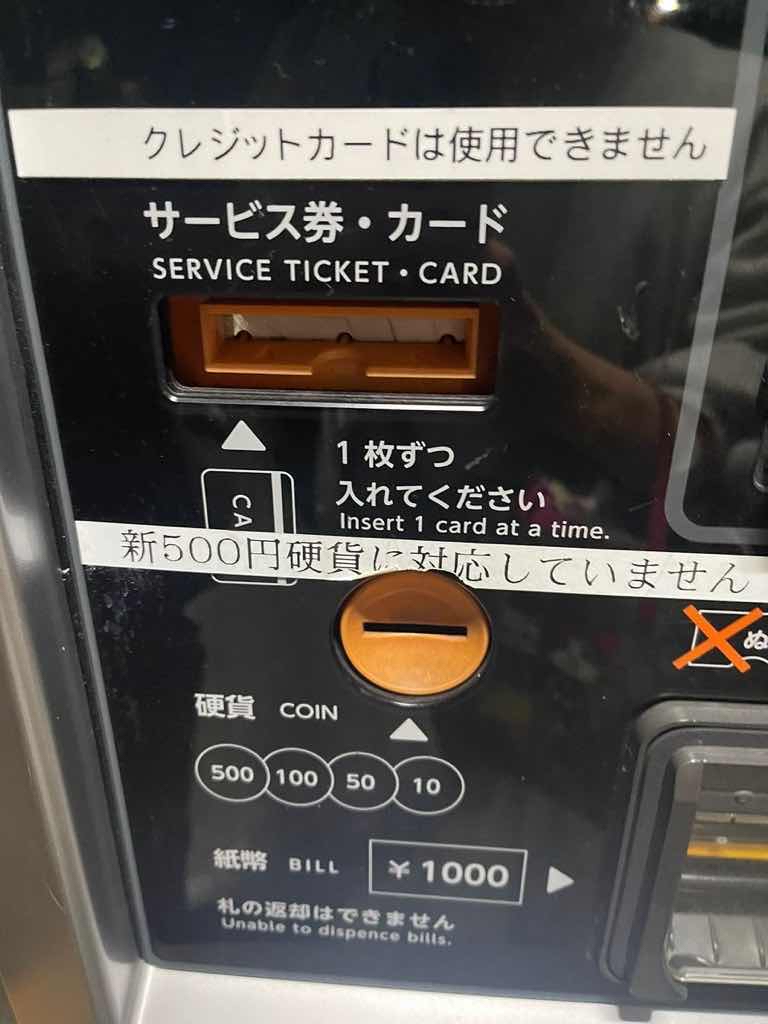 クレジットカードは使用できません
サービス券・カード
SERVICE TICKET・CARD
1枚ずつ
入れてください
Insert 1 card at a time.
CA
新500円硬貨に対応していません
ぬ
硬貨 COIN
500 100 50 10
紙幣 BILL ¥1000
札の返却はできません
Unable to dispence bills.